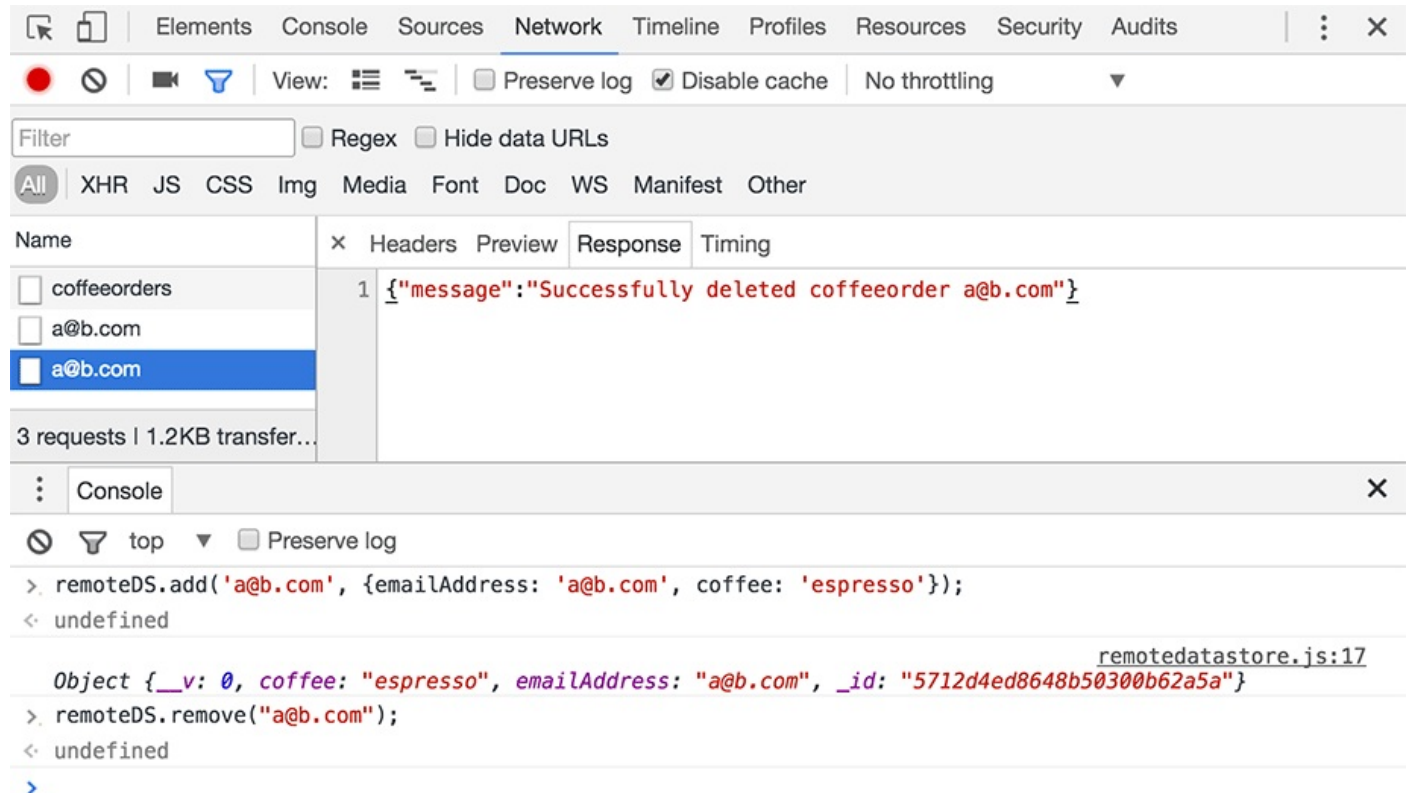 Elements Console Sources Network Timeline Profiles Resources Security Audits
View: Preserve log Disable cache No throttling
Filter Regex Hide data URLs
All XHR JS CSS Img Media Font Doc WS Manifest Other
Name
× Headers Preview Response Timing
coffeeorders
a@b.com
a@b.com
3 requests | 1.2KB transfer...
1 {"message":"Successfully deleted coffeeorder a@b.com"}
Console
top Preserve log
> remoteDS.add('a@b.com', {emailAddress: 'a@b.com', coffee: 'espresso'});
undefined
remotedatastore.js:17
Object {__v: 0, coffee: "espresso", emailAddress: "a@b.com", _id: "5712d4ed8648b50300b62a5a"}
> remoteDS.remove("a@b.com");
undefined
>